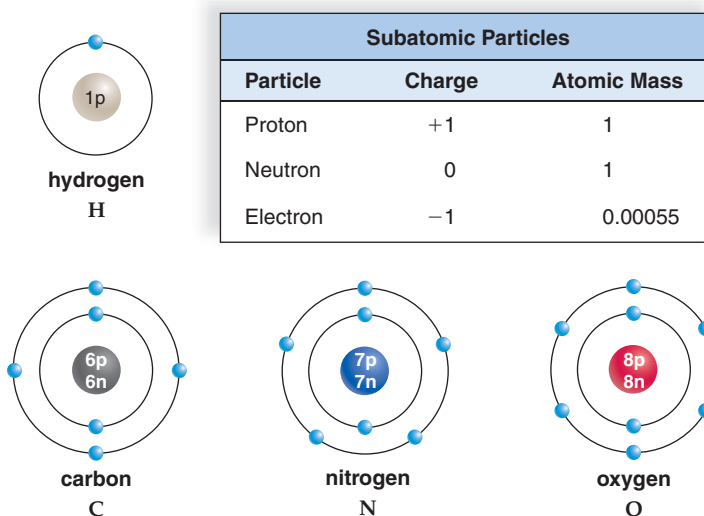 1p
hydrogen
H
Subatomic Particles
Particle Charge Atomic Mass
Proton +1 1
Neutron 0 1
Electron −1 0.00055
6p
6n
carbon
C
7p
7n
nitrogen
N
8p
8n
oxygen
O